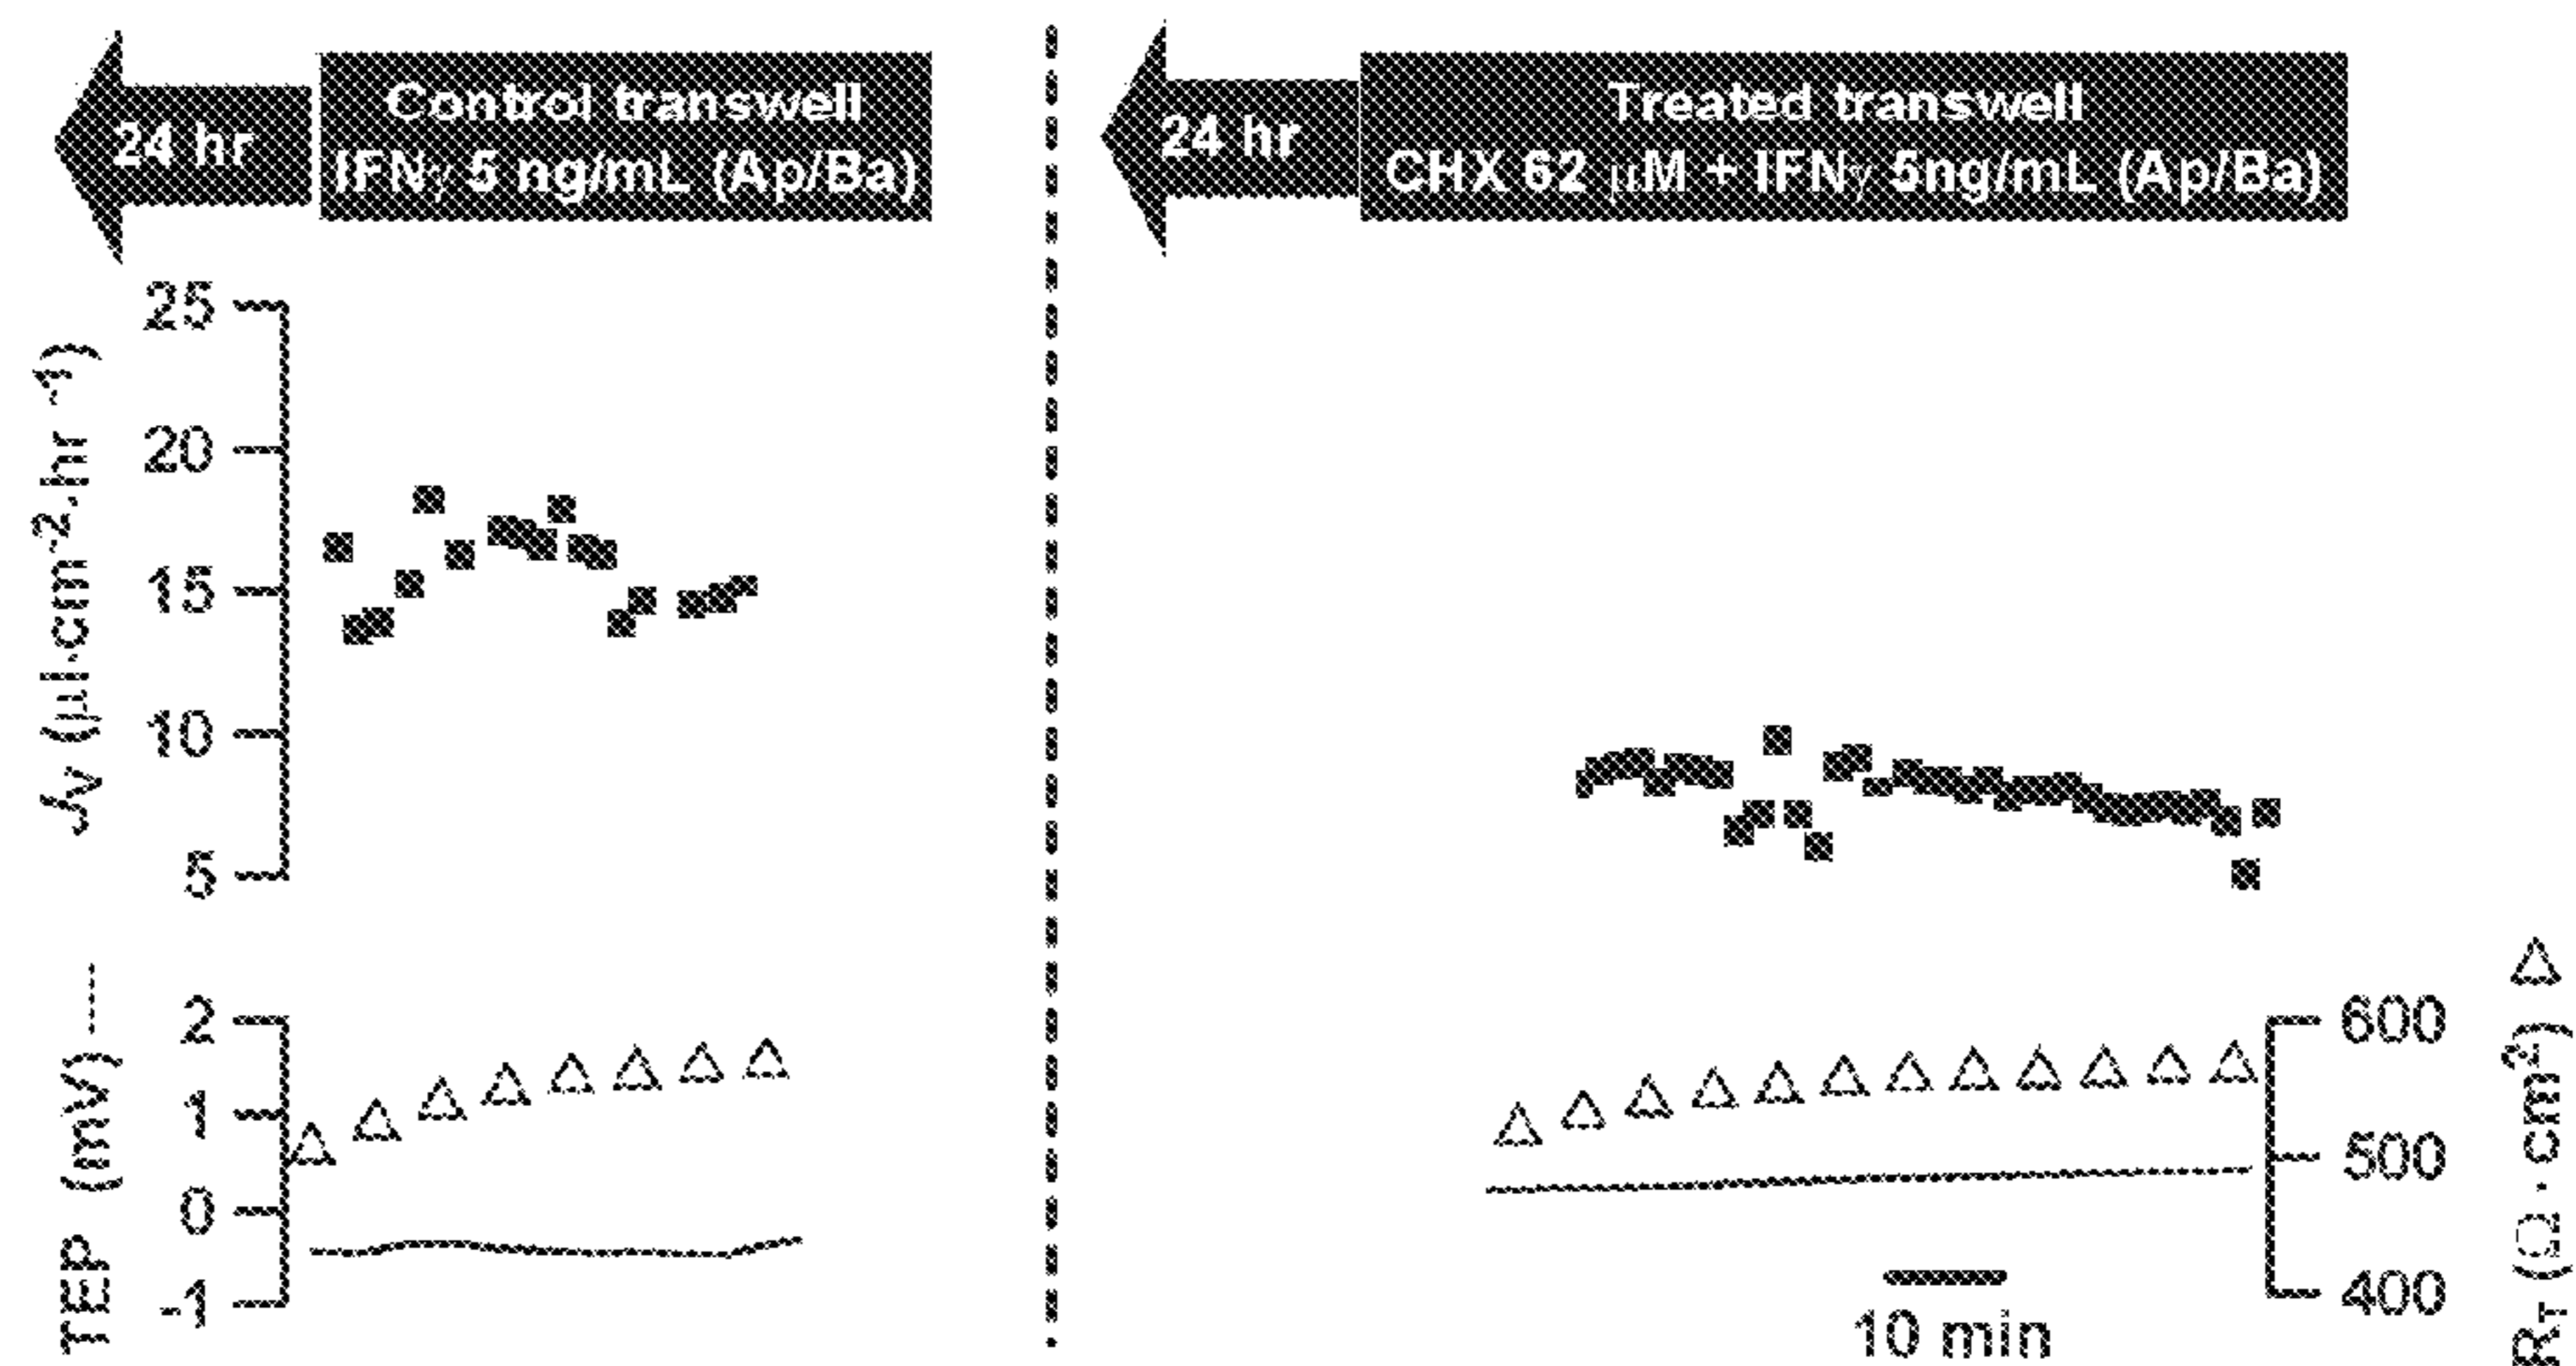 24 hr
Control transwell
IFNγ 5 ng/mL (Ap/Ba)
24 hr
Treated transwell
CHX 62 μM + IFNγ 5ng/mL (Ap/Ba)
Jv (μl·cm-2·hr -1)
25
20
15
10
5
TEP (mV)
2
1
0
-1
600
500
400
RT (Ω · cm2)
10 min